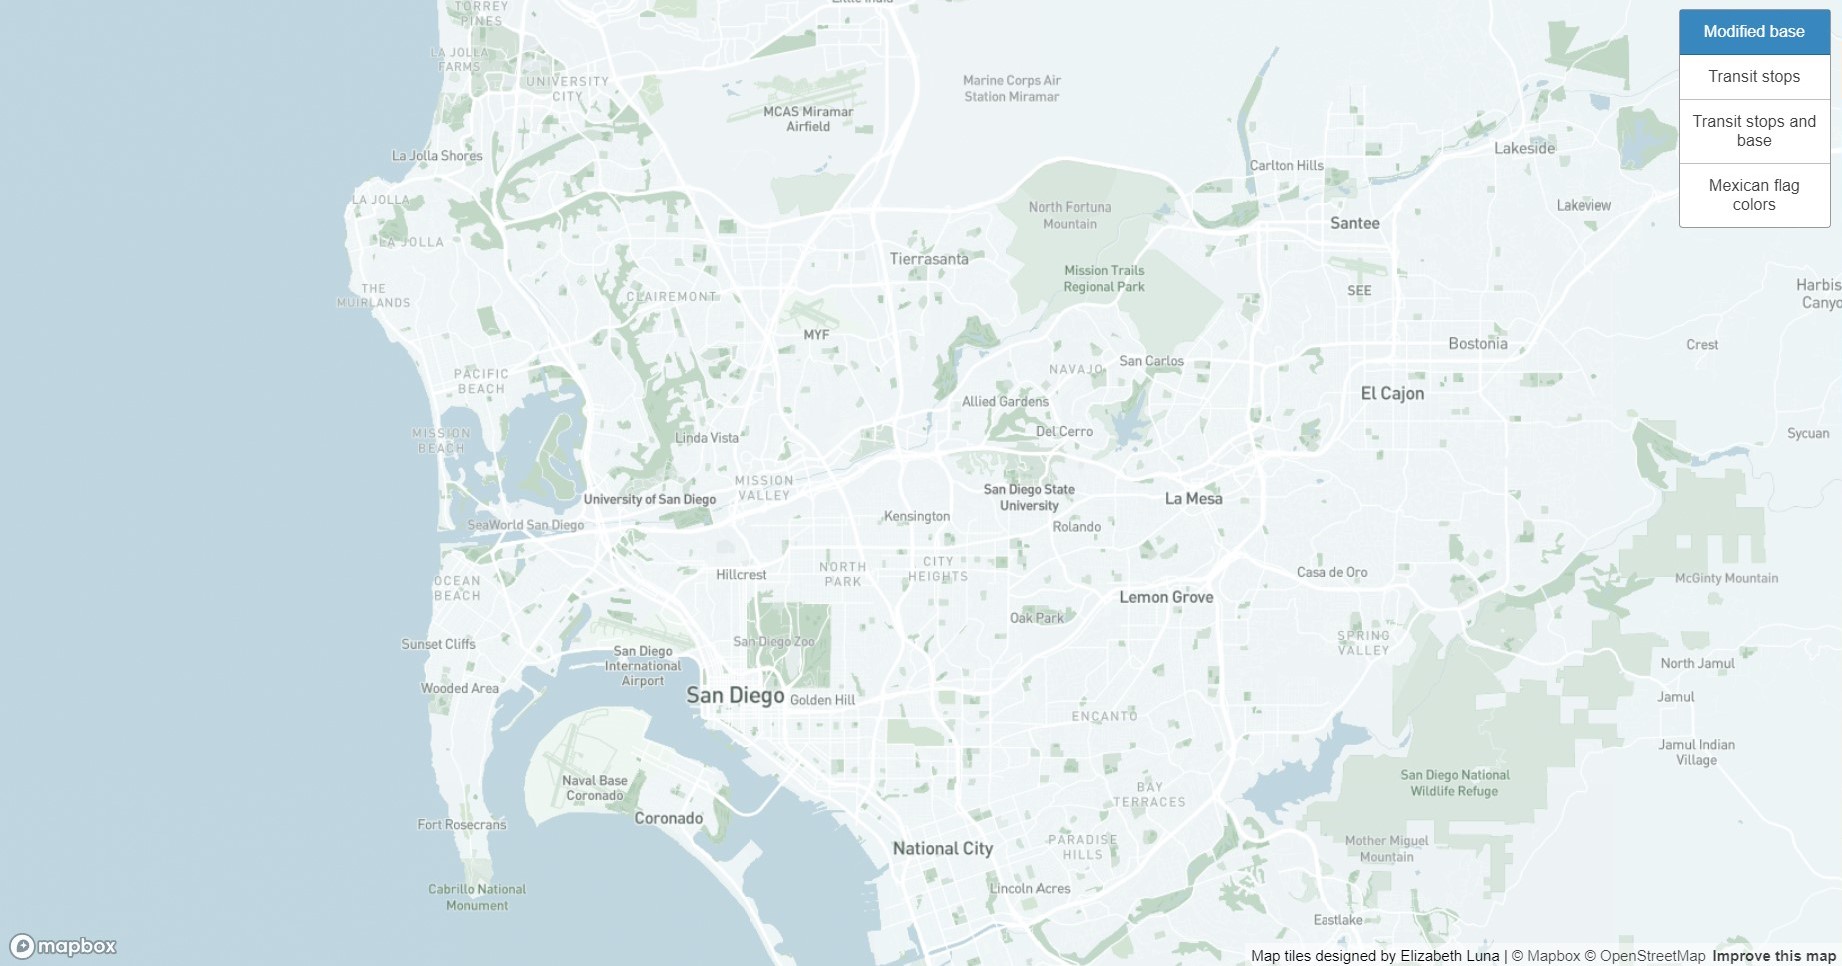 TORREY
PINES
Little India
LA JOLLA
FARMS
UNIVERSITY
CITY
MCAS Miramar
Airfield
Marine Corps Air
Station Miramar
Modified base
Transit stops
Transit stops and
base
Mexican flag
colors
La Jolla Shores
Carlton Hills
Lakeside
LA JOLLA
North Fortuna
Mountain
Lakeview
Santee
LA JOLLA
Tierrasanta
Mission Trails
Regional Park
THE
MUIRLANDS
CLAIREMONT
SEE
Harbis
Canyo
MYF
Bostonia
Crest
San Carlos
NAVAJO
PACIFIC
BEACH
El Cajon
Allied Gardens
Del Cerro
MISSION
BEACH
Linda Vista
Sycuan
MISSION
VALLEY
University of San Diego
San Diego State
University
La Mesa
SeaWorld San Diego
Kensington
Rolando
Hillcrest
NORTH
PARK
CITY
HEIGHTS
Casa de Oro
McGinty Mountain
OCEAN
BEACH
Lemon Grove
Oak Park
Sunset Cliffs
San Diego Zoo
SPRING
VALLEY
San Diego
International
Airport
North Jamul
Wooded Area
San Diego
Golden Hill
Jamul
ENCANTO
Jamul Indian
Village
Naval Base
Coronado
San Diego National
Wildlife Refuge
BAY
TERRACES
Coronado
Fort Rosecrans
National City
PARADISE
HILLS
Mother Miguel
Mountain
Cabrillo National
Monument
Lincoln Acres
Eastlake
mapbox
Map tiles designed by Elizabeth Luna | © Mapbox © OpenStreetMap Improve this map